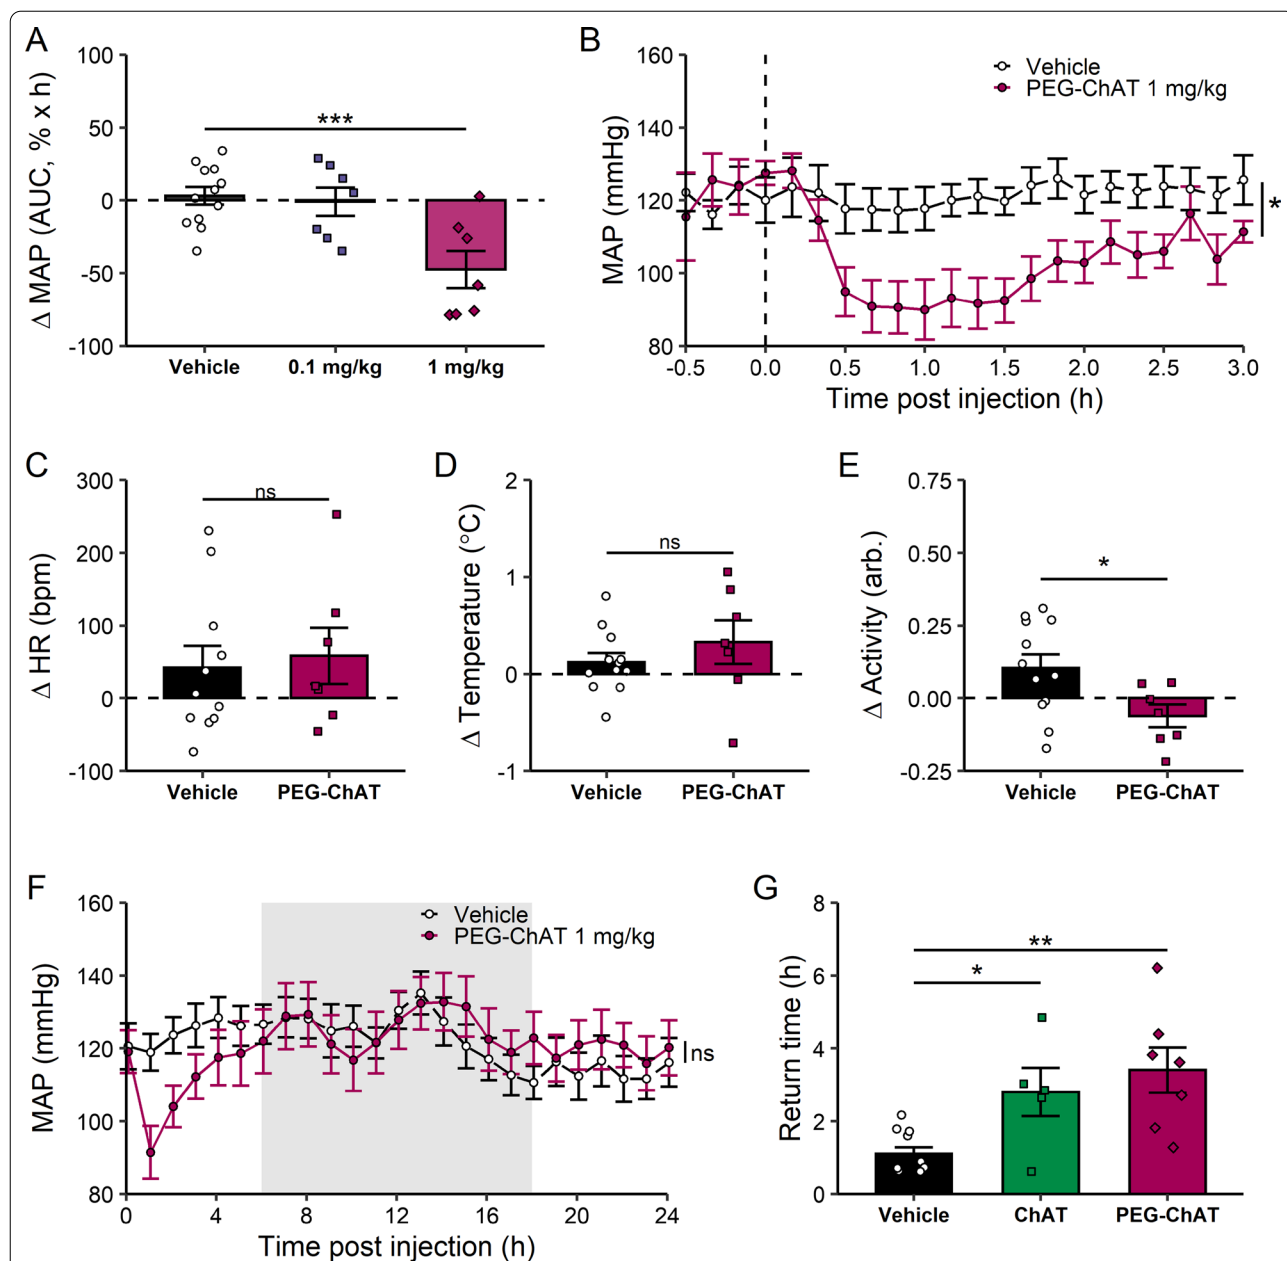 A
Δ MAP (AUC, % x h)
100
50
0
-50
-100
***
Vehicle
0.1 mg/kg
1 mg/kg
B
MAP (mmHg)
160
140
120
100
80
Vehicle
PEG-ChAT 1 mg/kg
*
-0.5
0.0
0.5
1.0
1.5
2.0
2.5
3.0
Time post injection (h)
C
Δ HR (bpm)
300
200
100
0
-100
ns
Vehicle
PEG-ChAT
D
Δ Temperature (°C)
2
1
0
-1
ns
Vehicle
PEG-ChAT
E
Δ Activity (arb.)
0.75
0.50
0.25
0.00
-0.25
*
Vehicle
PEG-ChAT
F
MAP (mmHg)
160
140
120
100
80
Vehicle
PEG-ChAT 1 mg/kg
ns
0
4
8
12
16
20
24
Time post injection (h)
G
Return time (h)
8
6
4
2
0
**
*
Vehicle
ChAT
PEG-ChAT